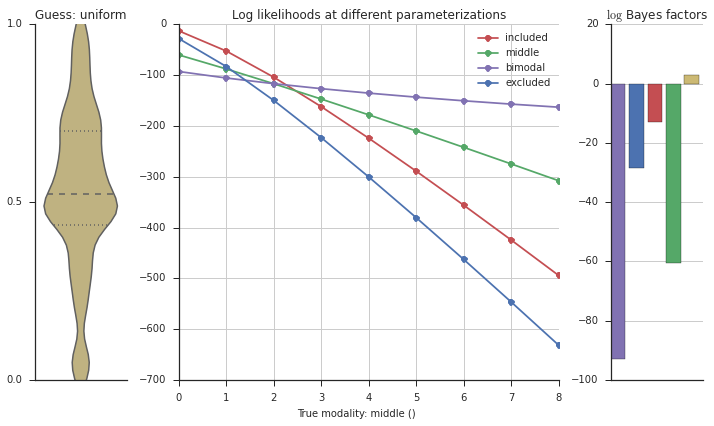 Guess: uniform
1.0
0.5
0.0
Log likelihoods at different parameterizations
0
−100
−200
−300
−400
−500
−600
−700
included
middle
bimodal
excluded
0 1 2 3 4 5 6 7 8
True modality: middle ()
log Bayes factors
20
0
−20
−40
−60
−80
−100